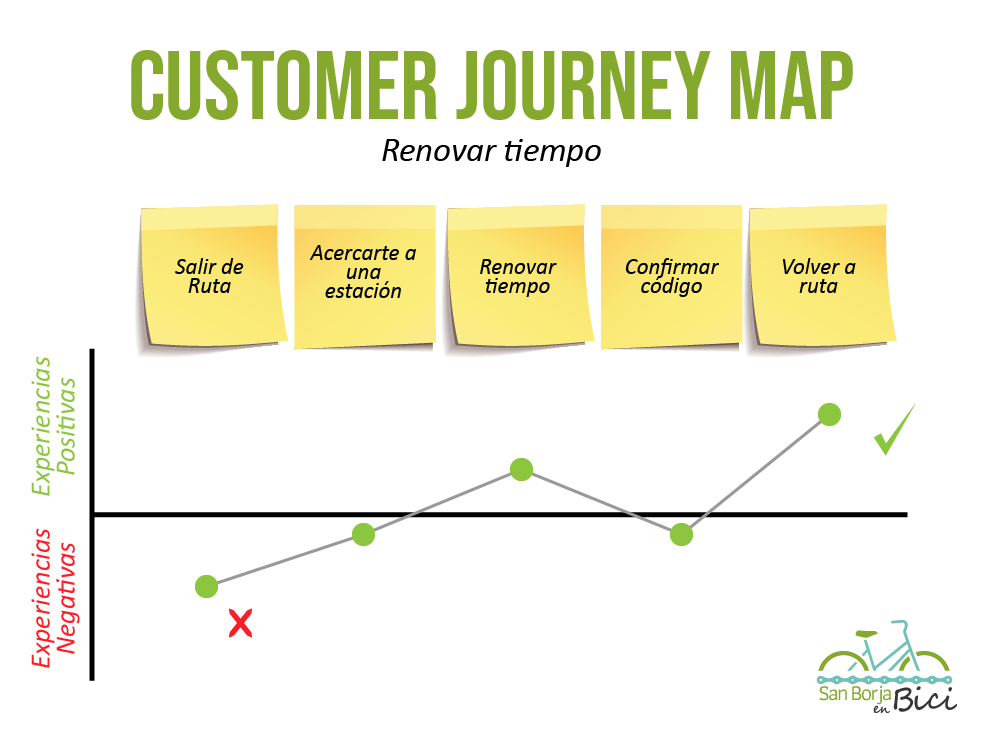 CUSTOMER JOURNEY MAP
Renovar tiempo
Salir de
Ruta
Acercarte a
una
estación
Renovar
tiempo
Confirmar
código
Volver a
ruta
Experiencias
Positivas
Experiencias
Negativas
San Borja
en Bici